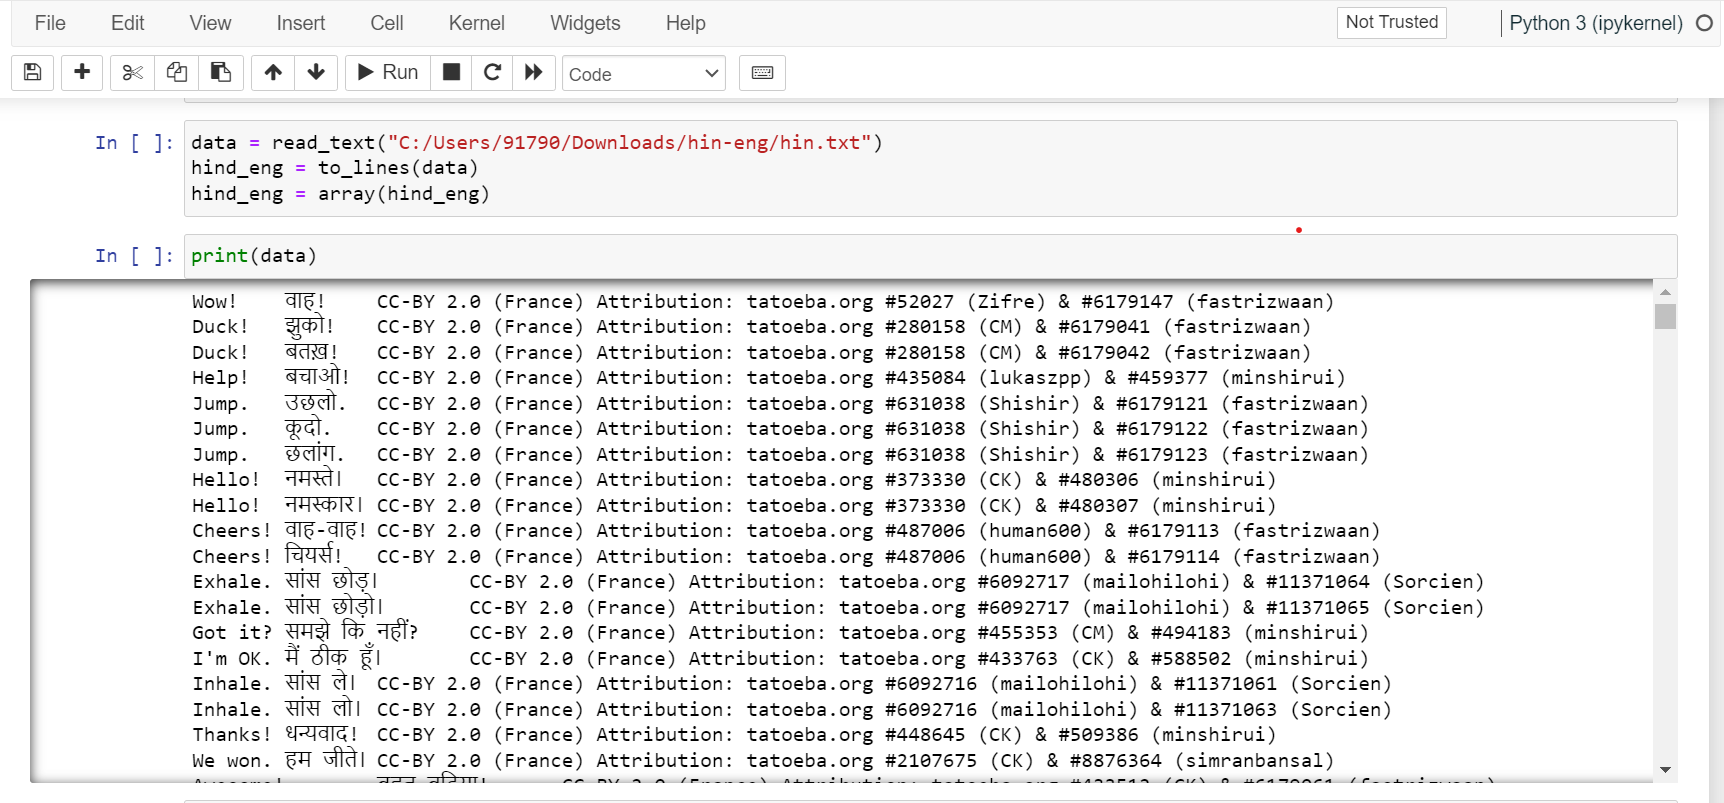 File Edit View Insert Cell Kernel Widgets Help Not Trusted Python 3 (ipykernel)
Run Code
In [ ]: data = read_text("C:/Users/91790/Downloads/hin-eng/hin.txt")
hind_eng = to_lines(data)
hind_eng = array(hind_eng)
In [ ]: print(data)
Wow! वाह! CC-BY 2.0 (France) Attribution: tatoeba.org #52027 (Zifre) & #6179147 (fastrizwaan)
Duck! झुको! CC-BY 2.0 (France) Attribution: tatoeba.org #280158 (CM) & #6179041 (fastrizwaan)
Duck! बतख़! CC-BY 2.0 (France) Attribution: tatoeba.org #280158 (CM) & #6179042 (fastrizwaan)
Help! बचाओ! CC-BY 2.0 (France) Attribution: tatoeba.org #435084 (lukaszpp) & #459377 (minshirui)
Jump. उछलो. CC-BY 2.0 (France) Attribution: tatoeba.org #631038 (Shishir) & #6179121 (fastrizwaan)
Jump. कूदो. CC-BY 2.0 (France) Attribution: tatoeba.org #631038 (Shishir) & #6179122 (fastrizwaan)
Jump. छलांग. CC-BY 2.0 (France) Attribution: tatoeba.org #631038 (Shishir) & #6179123 (fastrizwaan)
Hello! नमस्ते। CC-BY 2.0 (France) Attribution: tatoeba.org #373330 (CK) & #480306 (minshirui)
Hello! नमस्कार। CC-BY 2.0 (France) Attribution: tatoeba.org #373330 (CK) & #480307 (minshirui)
Cheers! वाह-वाह! CC-BY 2.0 (France) Attribution: tatoeba.org #487006 (human600) & #6179113 (fastrizwaan)
Cheers! चियर्स! CC-BY 2.0 (France) Attribution: tatoeba.org #487006 (human600) & #6179114 (fastrizwaan)
Exhale. सांस छोड़। CC-BY 2.0 (France) Attribution: tatoeba.org #6092717 (mailohilohi) & #11371064 (Sorcien)
Exhale. सांस छोड़ो। CC-BY 2.0 (France) Attribution: tatoeba.org #6092717 (mailohilohi) & #11371065 (Sorcien)
Got it? समझे कि नहीं? CC-BY 2.0 (France) Attribution: tatoeba.org #455353 (CM) & #494183 (minshirui)
I'm OK. मैं ठीक हूँ। CC-BY 2.0 (France) Attribution: tatoeba.org #433763 (CK) & #588502 (minshirui)
Inhale. सांस ले। CC-BY 2.0 (France) Attribution: tatoeba.org #6092716 (mailohilohi) & #11371061 (Sorcien)
Inhale. सांस लो। CC-BY 2.0 (France) Attribution: tatoeba.org #6092716 (mailohilohi) & #11371063 (Sorcien)
Thanks! धन्यवाद! CC-BY 2.0 (France) Attribution: tatoeba.org #448645 (CK) & #509386 (minshirui)
We won. हम जीते। CC-BY 2.0 (France) Attribution: tatoeba.org #2107675 (CK) & #8876364 (simranbansal)